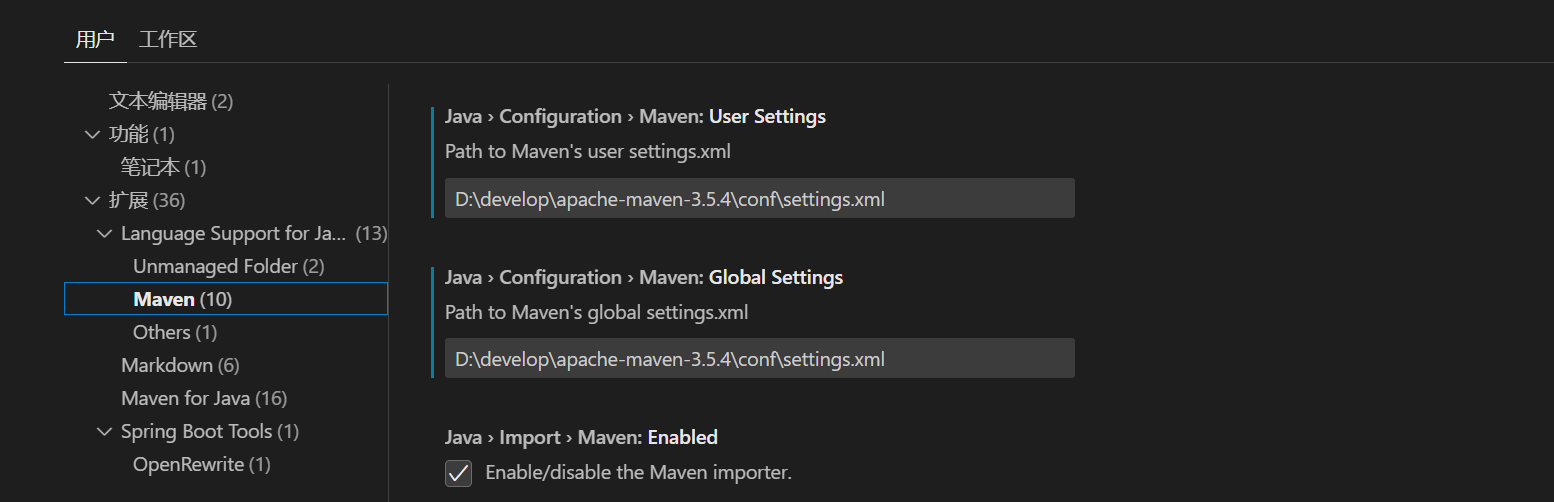 用户 工作区
文本编辑器 (2)
功能 (1)
笔记本 (1)
扩展 (36)
Language Support for Ja... (13)
Unmanaged Folder (2)
Maven (10)
Others (1)
Markdown (6)
Maven for Java (16)
Spring Boot Tools (1)
OpenRewrite (1)
Java › Configuration › Maven: User Settings
Path to Maven's user settings.xml
D:\develop\apache-maven-3.5.4\conf\settings.xml
Java › Configuration › Maven: Global Settings
Path to Maven's global settings.xml
D:\develop\apache-maven-3.5.4\conf\settings.xml
Java › Import › Maven: Enabled
Enable/disable the Maven importer.